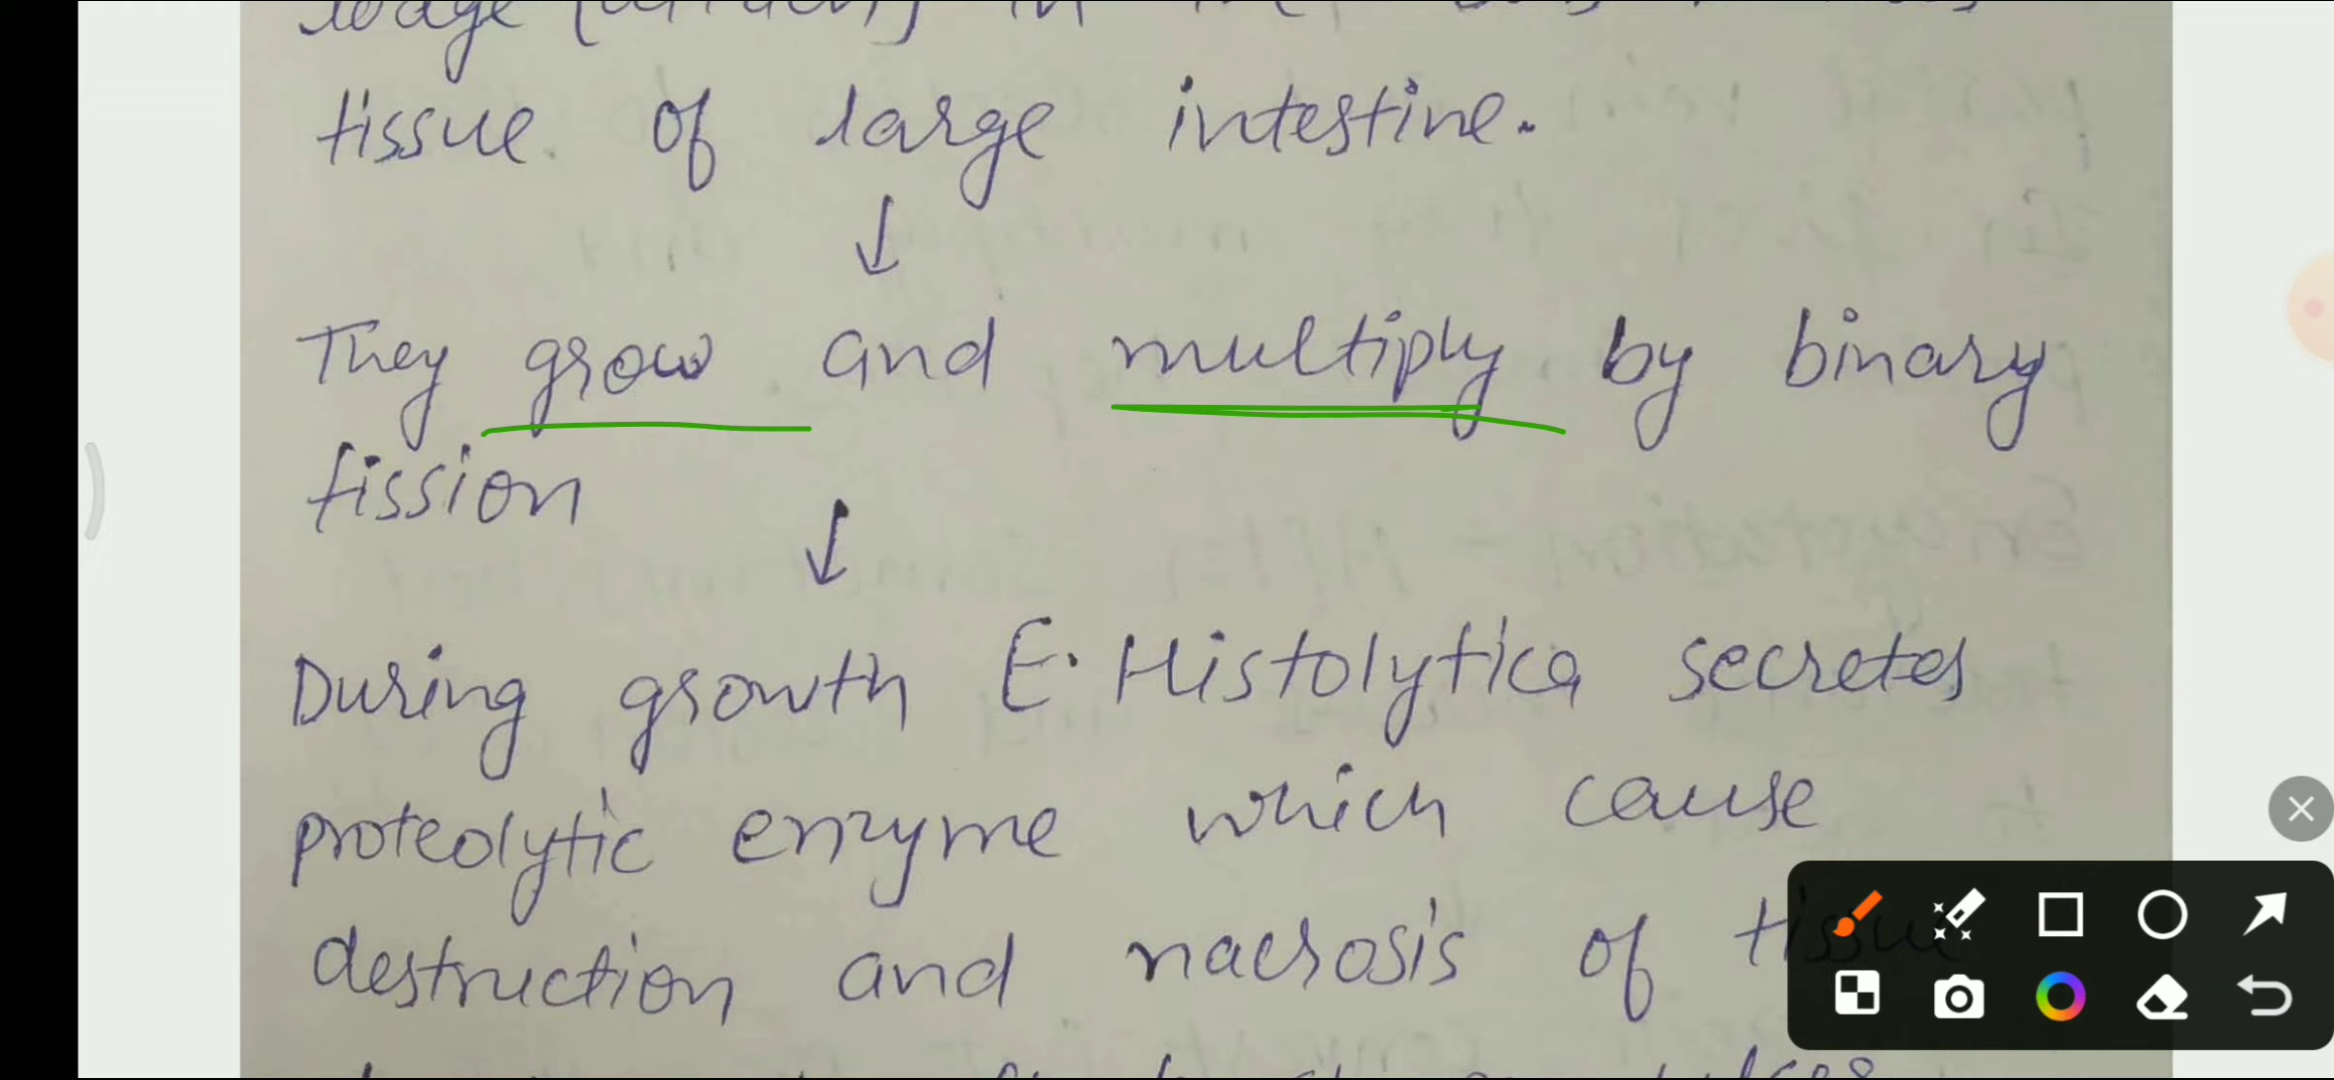 tissue of large intestine.
↓
They grow and multiply by binary
fission
↓
During growth E. Histolytica secretes
proteolytic enzyme which cause
destruction and nacrosis of tissue